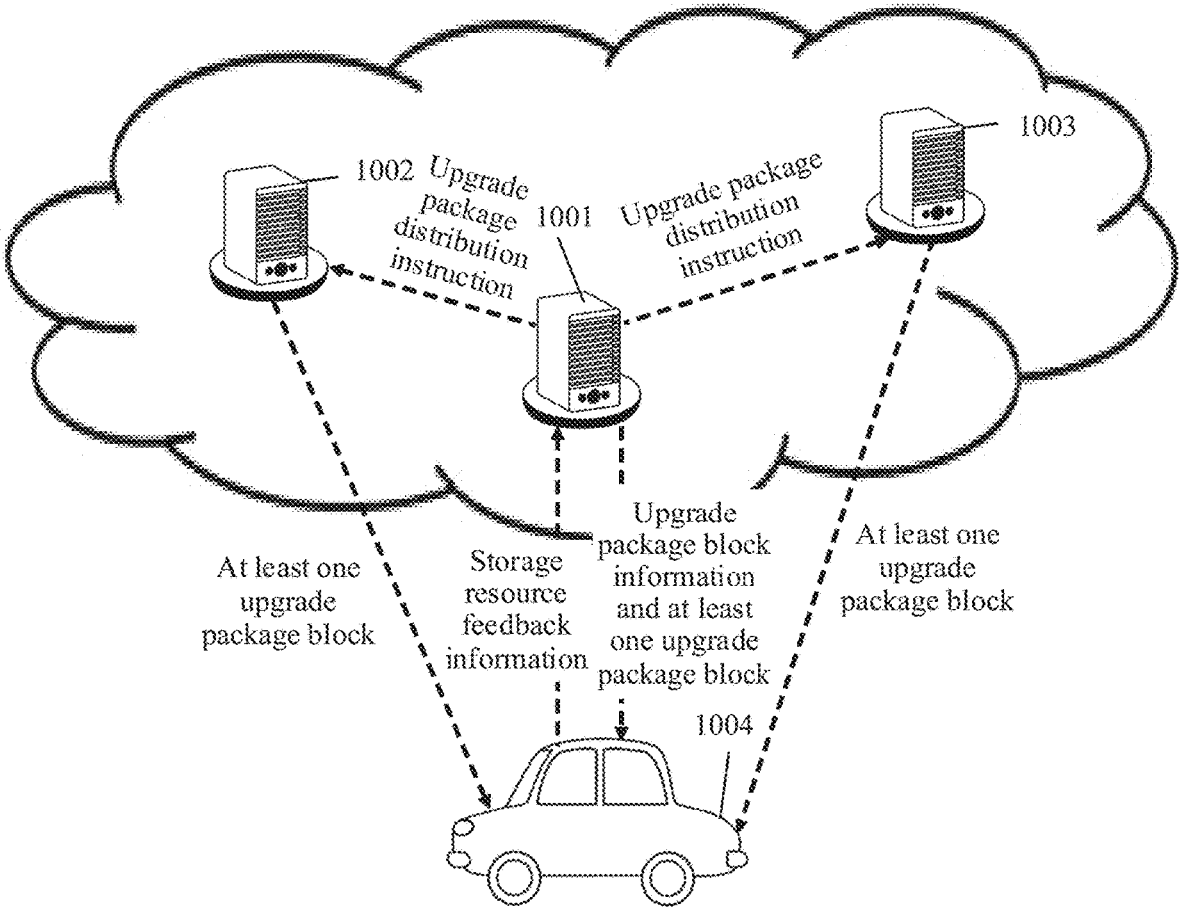 1003
1002
Upgrade
package
distribution
instruction
1001
Upgrade package
distribution
instruction
At least one
upgrade
package block
Storage
resource
feedback
information
Upgrade
package block
information
and at least
one upgrade
package block
At least one
upgrade
package block
1004